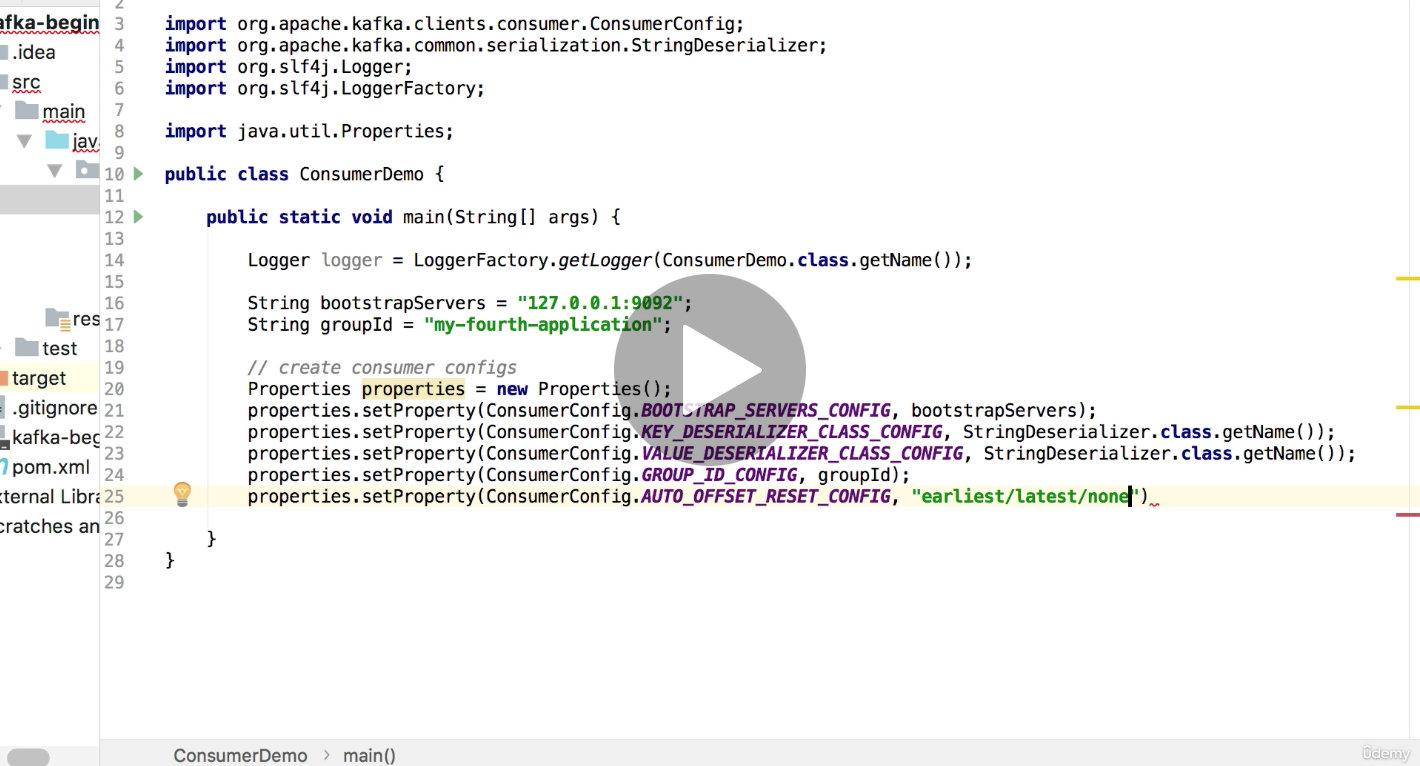 afka-begin
.idea
src
main
jav
res
test
target
.gitignore
kafka-beg
pom.xml
xternal Libra
cratches an
2
3 import org.apache.kafka.clients.consumer.ConsumerConfig;
4 import org.apache.kafka.common.serialization.StringDeserializer;
5 import org.slf4j.Logger;
6 import org.slf4j.LoggerFactory;
7
8 import java.util.Properties;
9
10 public class ConsumerDemo {
11
12 public static void main(String[] args) {
13
14 Logger logger = LoggerFactory.getLogger(ConsumerDemo.class.getName());
15
16 String bootstrapServers = "127.0.0.1:9092";
17 String groupId = "my-fourth-application";
18
19 // create consumer configs
20 Properties properties = new Properties();
21 properties.setProperty(ConsumerConfig.BOOTSTRAP_SERVERS_CONFIG, bootstrapServers);
22 properties.setProperty(ConsumerConfig.KEY_DESERIALIZER_CLASS_CONFIG, StringDeserializer.class.getName());
23 properties.setProperty(ConsumerConfig.VALUE_DESERIALIZER_CLASS_CONFIG, StringDeserializer.class.getName());
24 properties.setProperty(ConsumerConfig.GROUP_ID_CONFIG, groupId);
25 properties.setProperty(ConsumerConfig.AUTO_OFFSET_RESET_CONFIG, "earliest/latest/none")
26
27 }
28 }
29
ConsumerDemo › main()
ûdemy